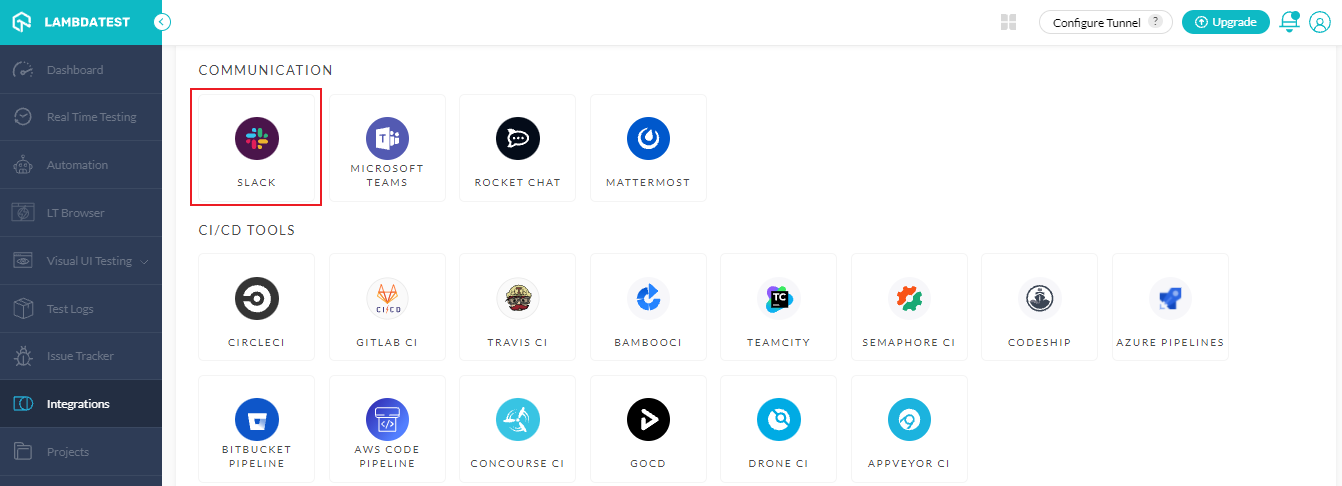 LAMBDATEST
Configure Tunnel ?
Upgrade
Dashboard
Real Time Testing
Automation
LT Browser
Visual UI Testing
Test Logs
Issue Tracker
Integrations
Projects
COMMUNICATION
SLACK
MICROSOFT
TEAMS
ROCKET CHAT
MATTERMOST
CI/CD TOOLS
CIRCLECI
CI/CD
GITLAB CI
TRAVIS CI
BAMBOOCI
TC
TEAMCITY
SEMAPHORE CI
CODESHIP
AZURE PIPELINES
BITBUCKET
PIPELINE
AWS CODE
PIPELINE
CONCOURSE CI
GOCD
DRONE CI
APPVEYOR CI